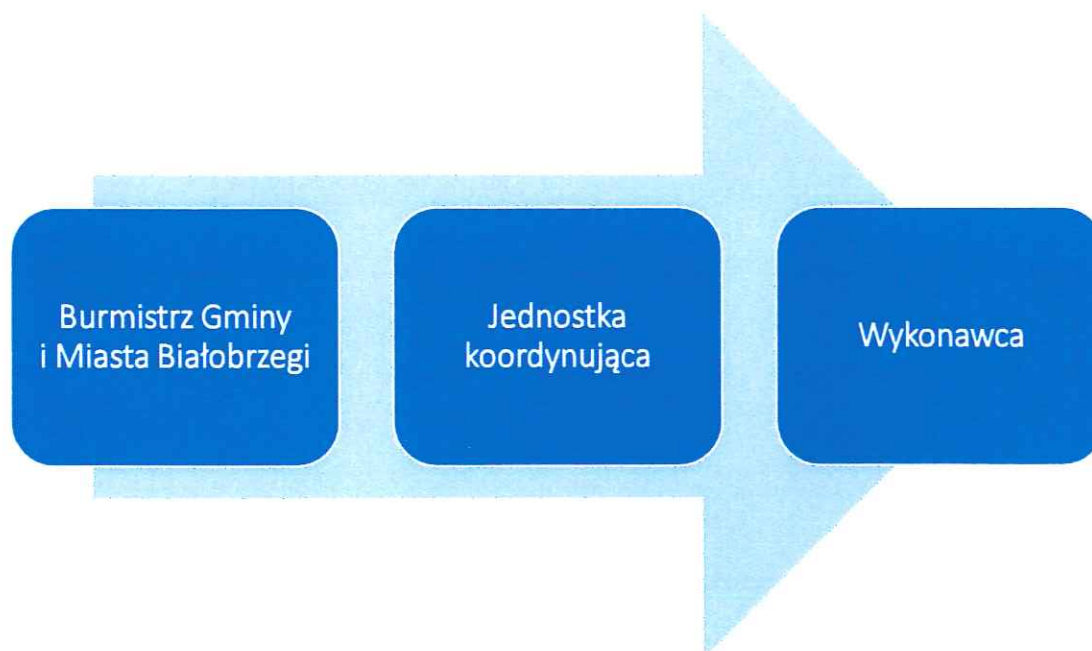 Burmistrz Gminy
i Miasta Białobrzegi
Jednostka
koordynująca
Wykonawca